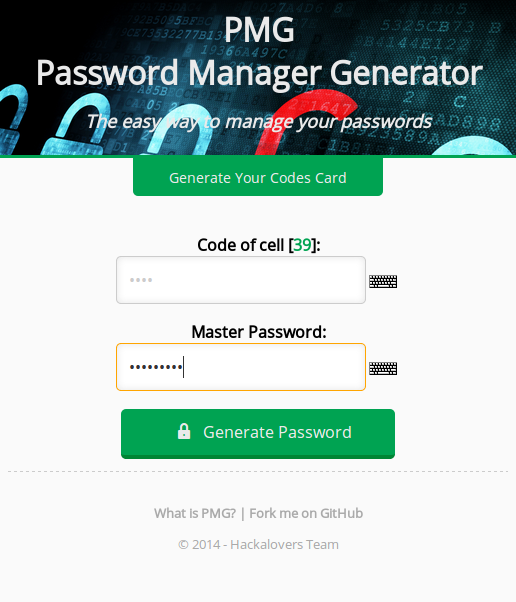 PMG
Password Manager Generator
The easy way to manage your passwords
Generate Your Codes Card
Code of cell [39]:
••••
Master Password:
•••••••••
Generate Password
What is PMG? | Fork me on GitHub
© 2014 - Hackalovers Team